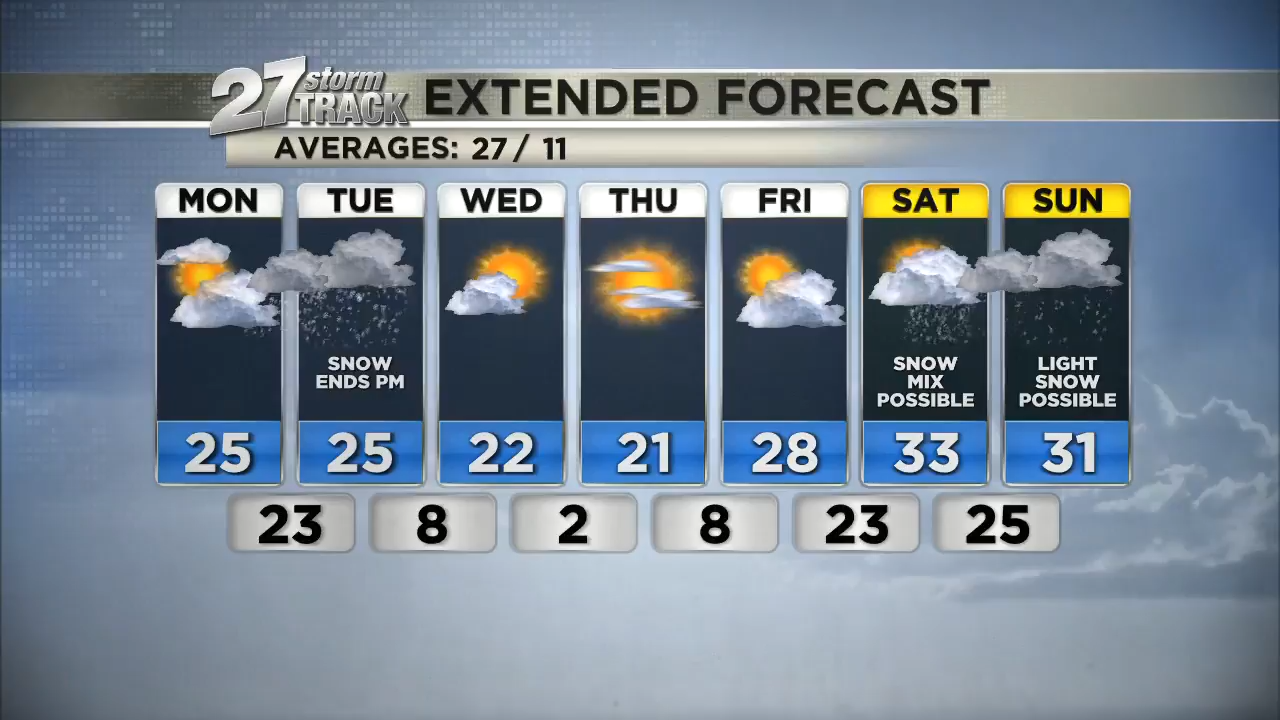 27 storm TRACK EXTENDED FORECAST
AVERAGES: 27 / 11
MON TUE WED THU FRI SAT SUN
SNOW ENDS PM
SNOW MIX POSSIBLE
LIGHT SNOW POSSIBLE
25 25 22 21 28 33 31
23 8 2 8 23 25